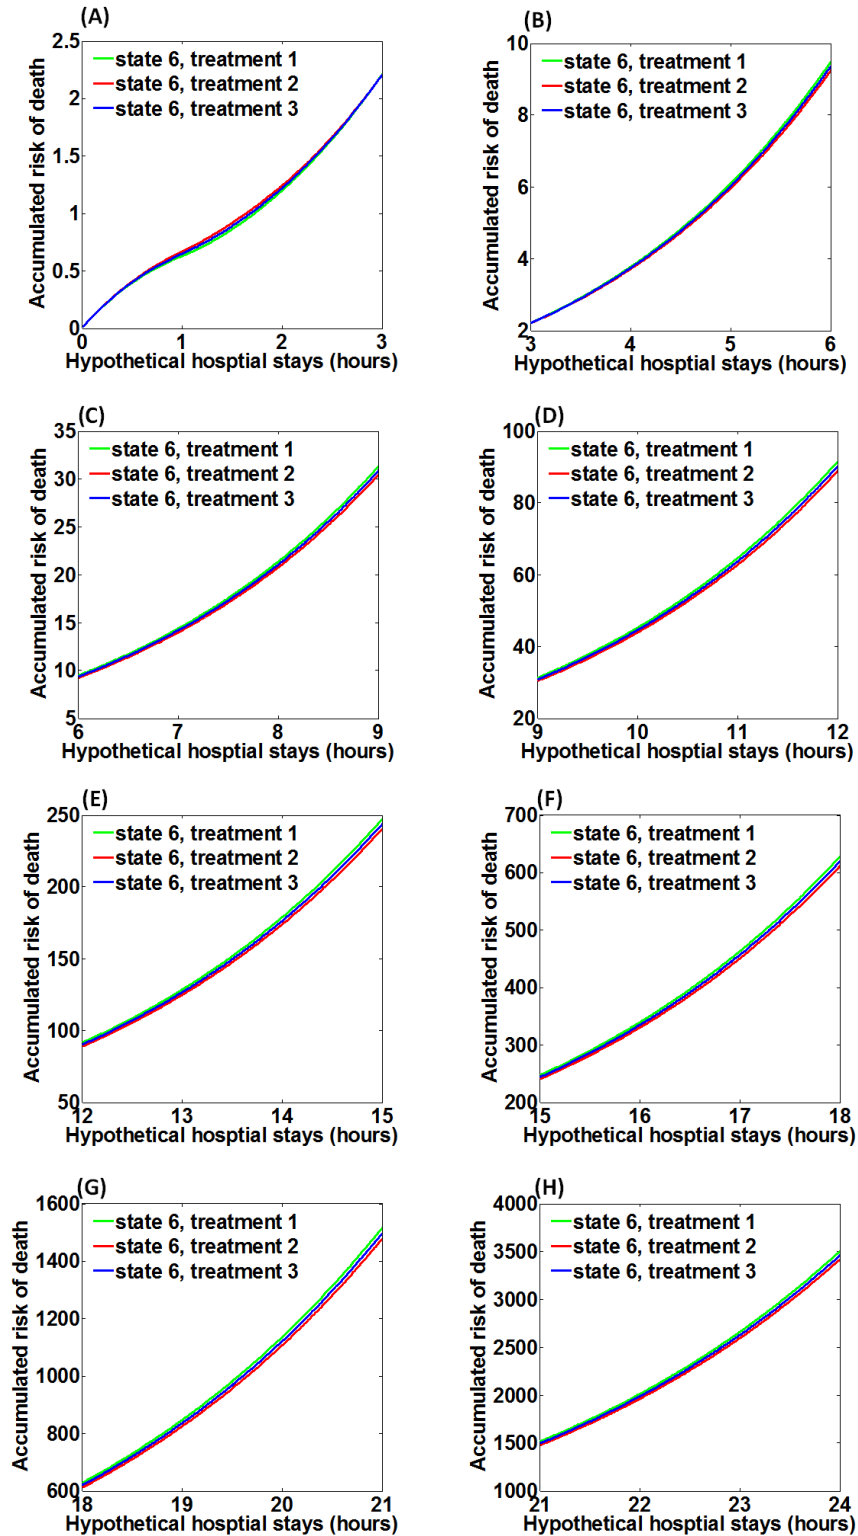 (A)
2.5
2
1.5
1
0.5
0
state 6, treatment 1
state 6, treatment 2
state 6, treatment 3
Accumulated risk of death
0 1 2 3
Hypothetical hosptial stays (hours)
(B)
10
8
6
4
2
state 6, treatment 1
state 6, treatment 2
state 6, treatment 3
Accumulated risk of death
3 4 5 6
Hypothetical hosptial stays (hours)
(C)
35
30
25
20
15
10
5
state 6, treatment 1
state 6, treatment 2
state 6, treatment 3
Accumulated risk of death
6 7 8 9
Hypothetical hosptial stays (hours)
(D)
100
80
60
40
20
state 6, treatment 1
state 6, treatment 2
state 6, treatment 3
Accumulated risk of death
9 10 11 12
Hypothetical hosptial stays (hours)
(E)
250
200
150
100
50
state 6, treatment 1
state 6, treatment 2
state 6, treatment 3
Accumulated risk of death
12 13 14 15
Hypothetical hosptial stays (hours)
(F)
700
600
500
400
300
200
state 6, treatment 1
state 6, treatment 2
state 6, treatment 3
Accumulated risk of death
15 16 17 18
Hypothetical hosptial stays (hours)
(G)
1600
1400
1200
1000
800
600
state 6, treatment 1
state 6, treatment 2
state 6, treatment 3
Accumulated risk of death
18 19 20 21
Hypothetical hosptial stays (hours)
(H)
4000
3500
3000
2500
2000
1500
1000
state 6, treatment 1
state 6, treatment 2
state 6, treatment 3
Accumulated risk of death
21 22 23 24
Hypothetical hosptial stays (hours)